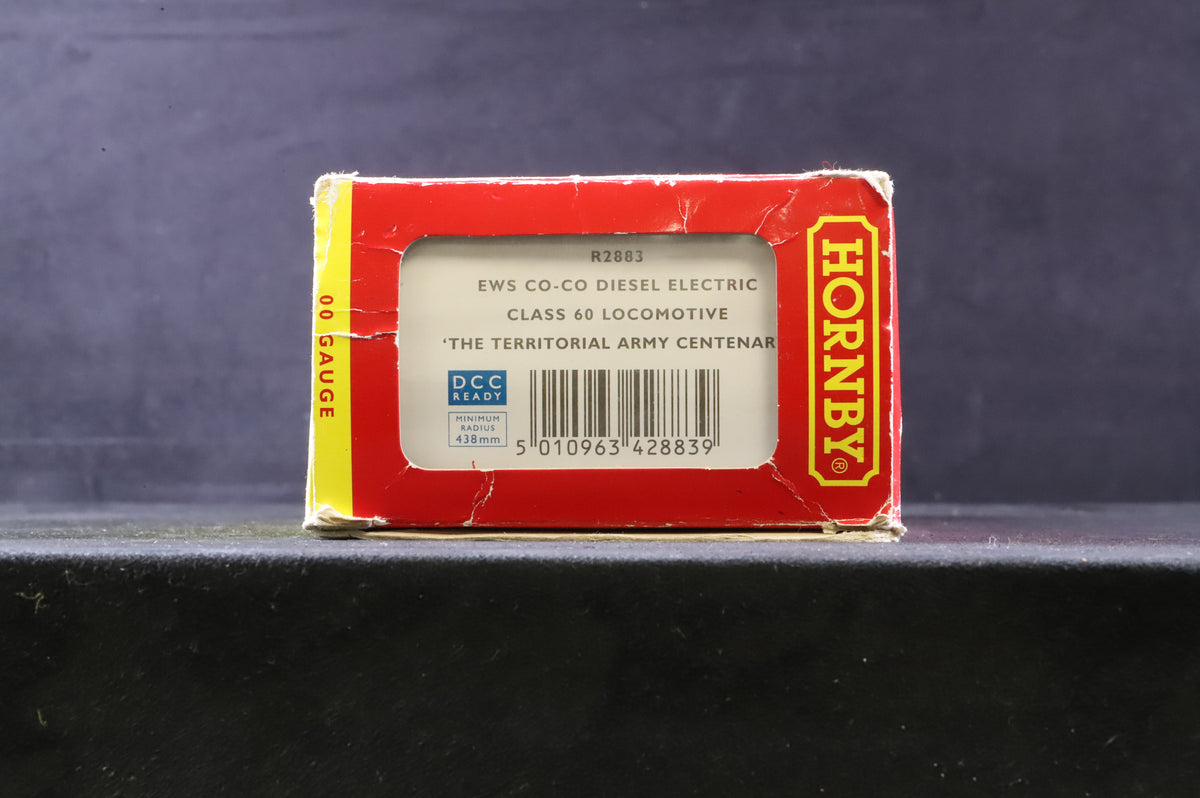 00 GAUGE
R2883
EWS CO-CO DIESEL ELECTRIC
CLASS 60 LOCOMOTIVE
‘THE TERRITORIAL ARMY CENTENAR
DCC
READY
MINIMUM
RADIUS
438mm
5 010963 428839
HORNBY®